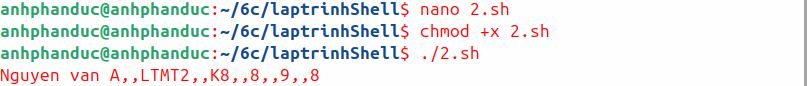 anhphanduc@anhphanduc:~/6c/laptrinhShell$ nano 2.sh
anhphanduc@anhphanduc:~/6c/laptrinhShell$ chmod +x 2.sh
anhphanduc@anhphanduc:~/6c/laptrinhShell$ ./2.sh
Nguyen van A,,LTMT2,,K8,,8,,9,,8